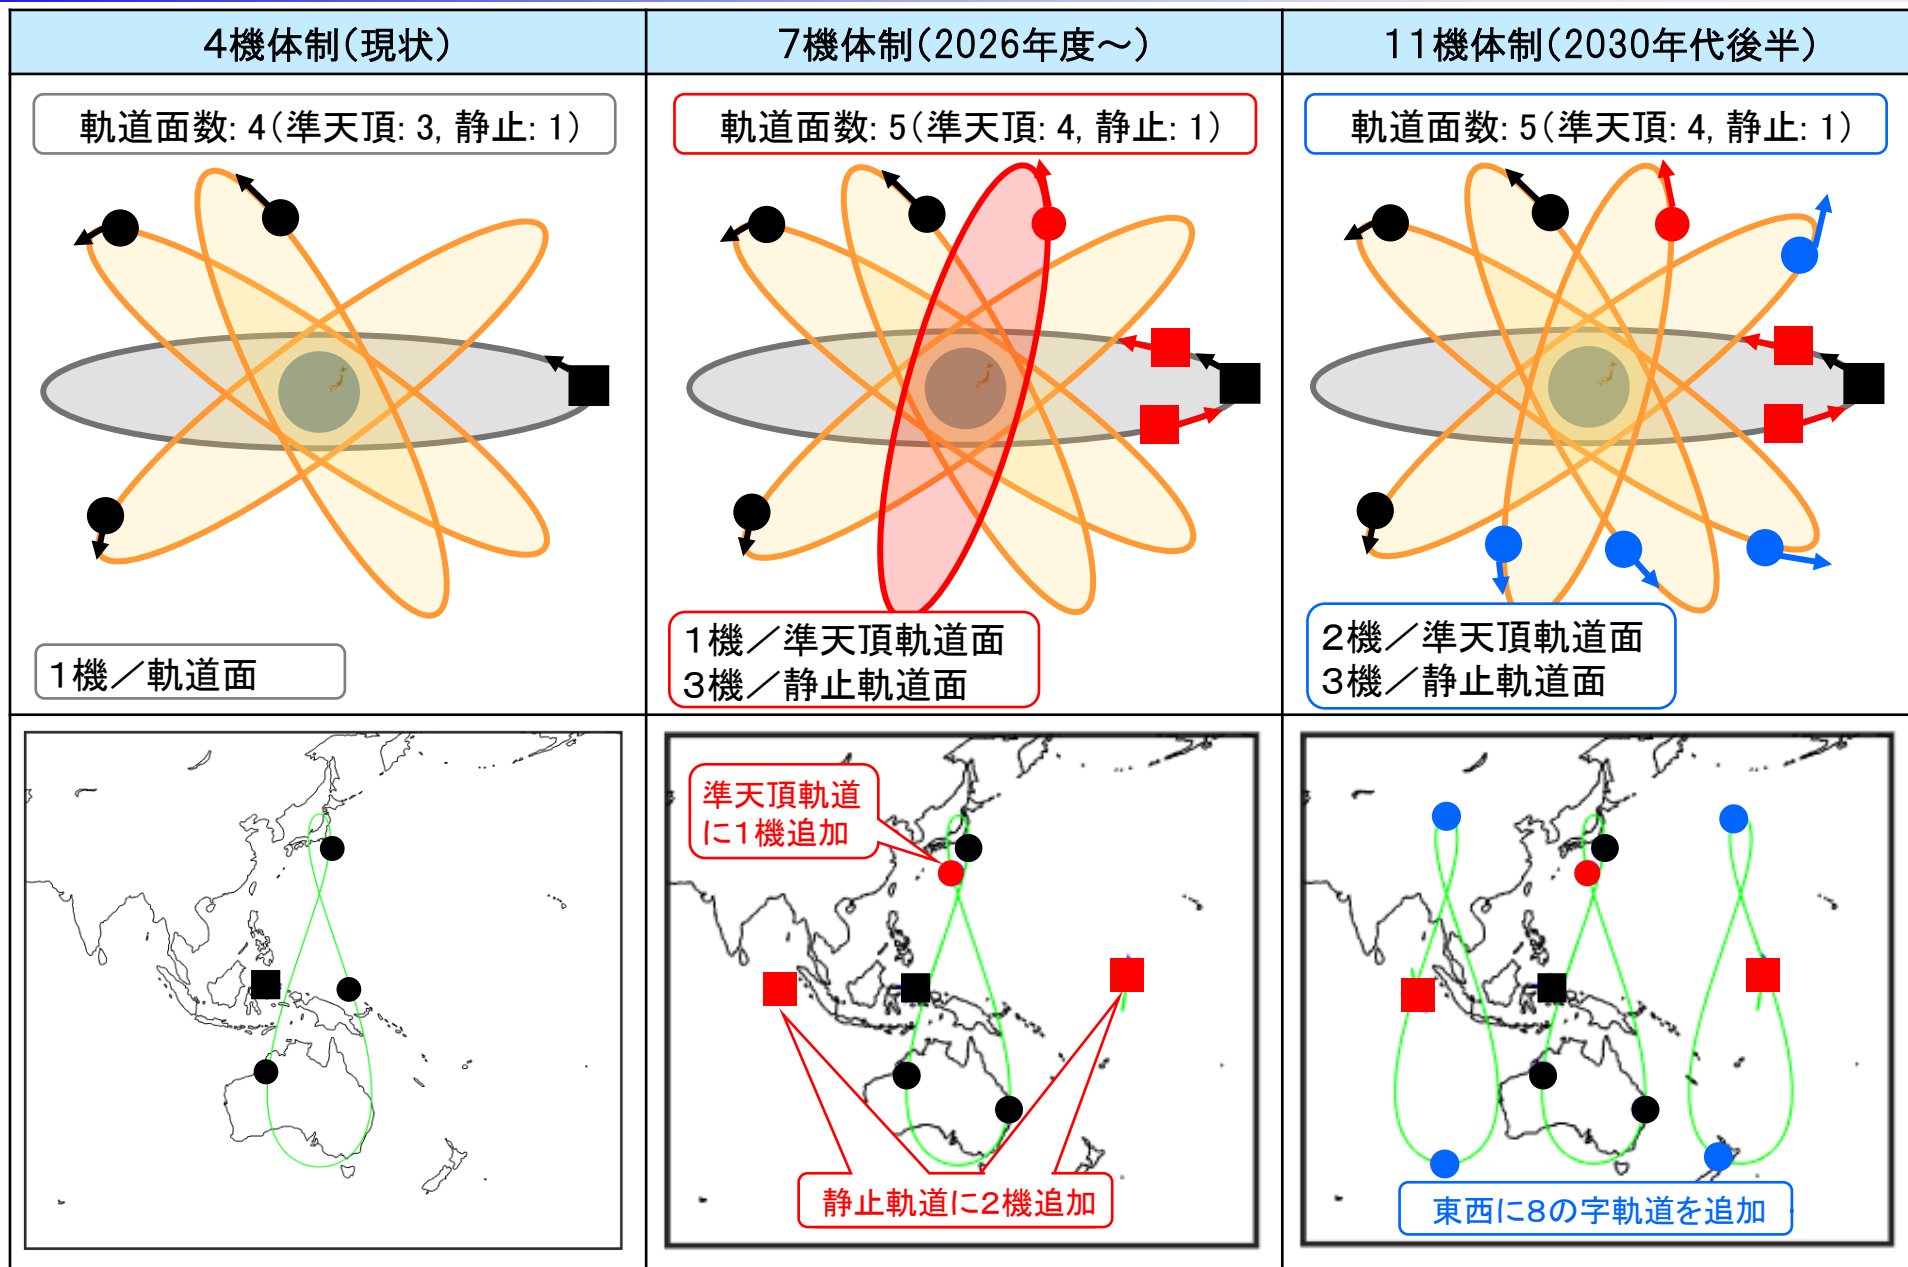 4機体制(現状)
7機体制(2026年度～)
11機体制(2030年代後半)
軌道面数: 4(準天頂: 3, 静止: 1)
軌道面数: 5(準天頂: 4, 静止: 1)
軌道面数: 5(準天頂: 4, 静止: 1)
1機／軌道面
1機／準天頂軌道面
3機／静止軌道面
2機／準天頂軌道面
3機／静止軌道面
準天頂軌道
に1機追加
静止軌道に2機追加
東西に8の字軌道を追加